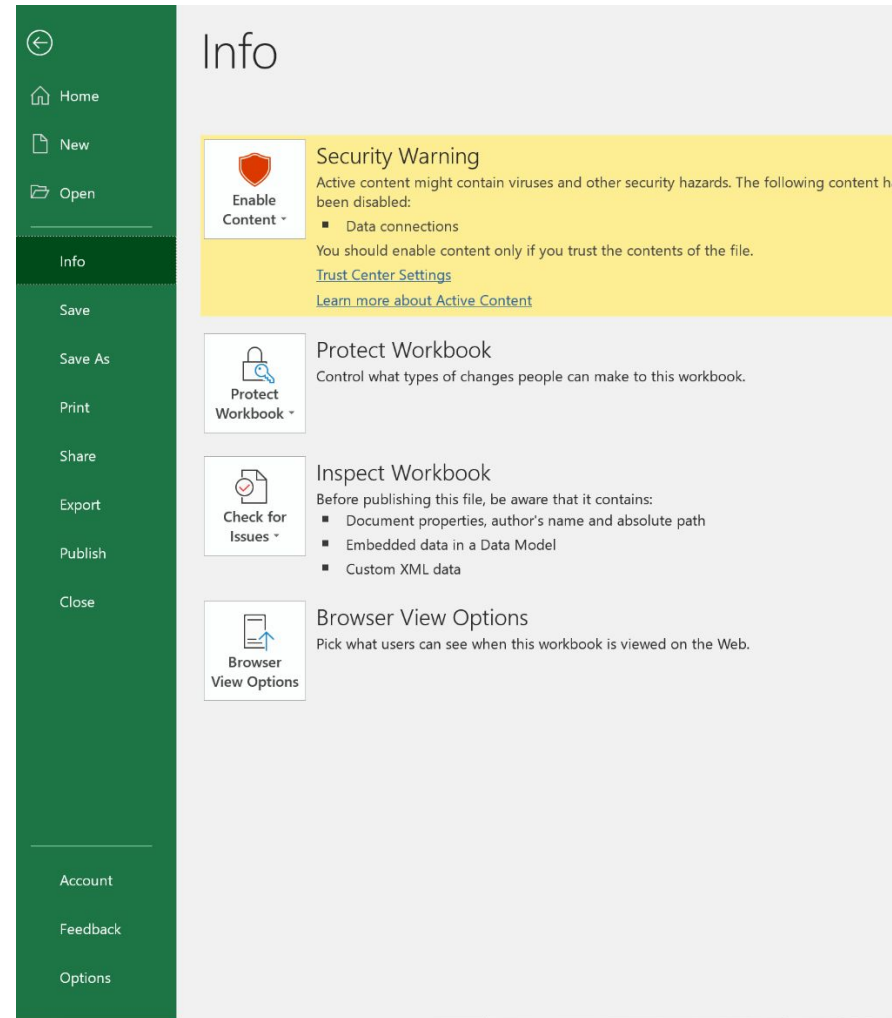 Info
Home
New
Open
Info
Save
Save As
Print
Share
Export
Publish
Close
Account
Feedback
Options
Enable
Content
Security Warning
Active content might contain viruses and other security hazards. The following content
been disabled:
Data connections
You should enable content only if you trust the contents of the file.
Trust Center Settings
Learn more about Active Content
Protect
Workbook
Protect Workbook
Control what types of changes people can make to this workbook.
Check for
Issues
Inspect Workbook
Before publishing this file, be aware that it contains:
Document properties, author's name and absolute path
Embedded data in a Data Model
Custom XML data
Browser
View Options
Browser View Options
Pick what users can see when this workbook is viewed on the Web.